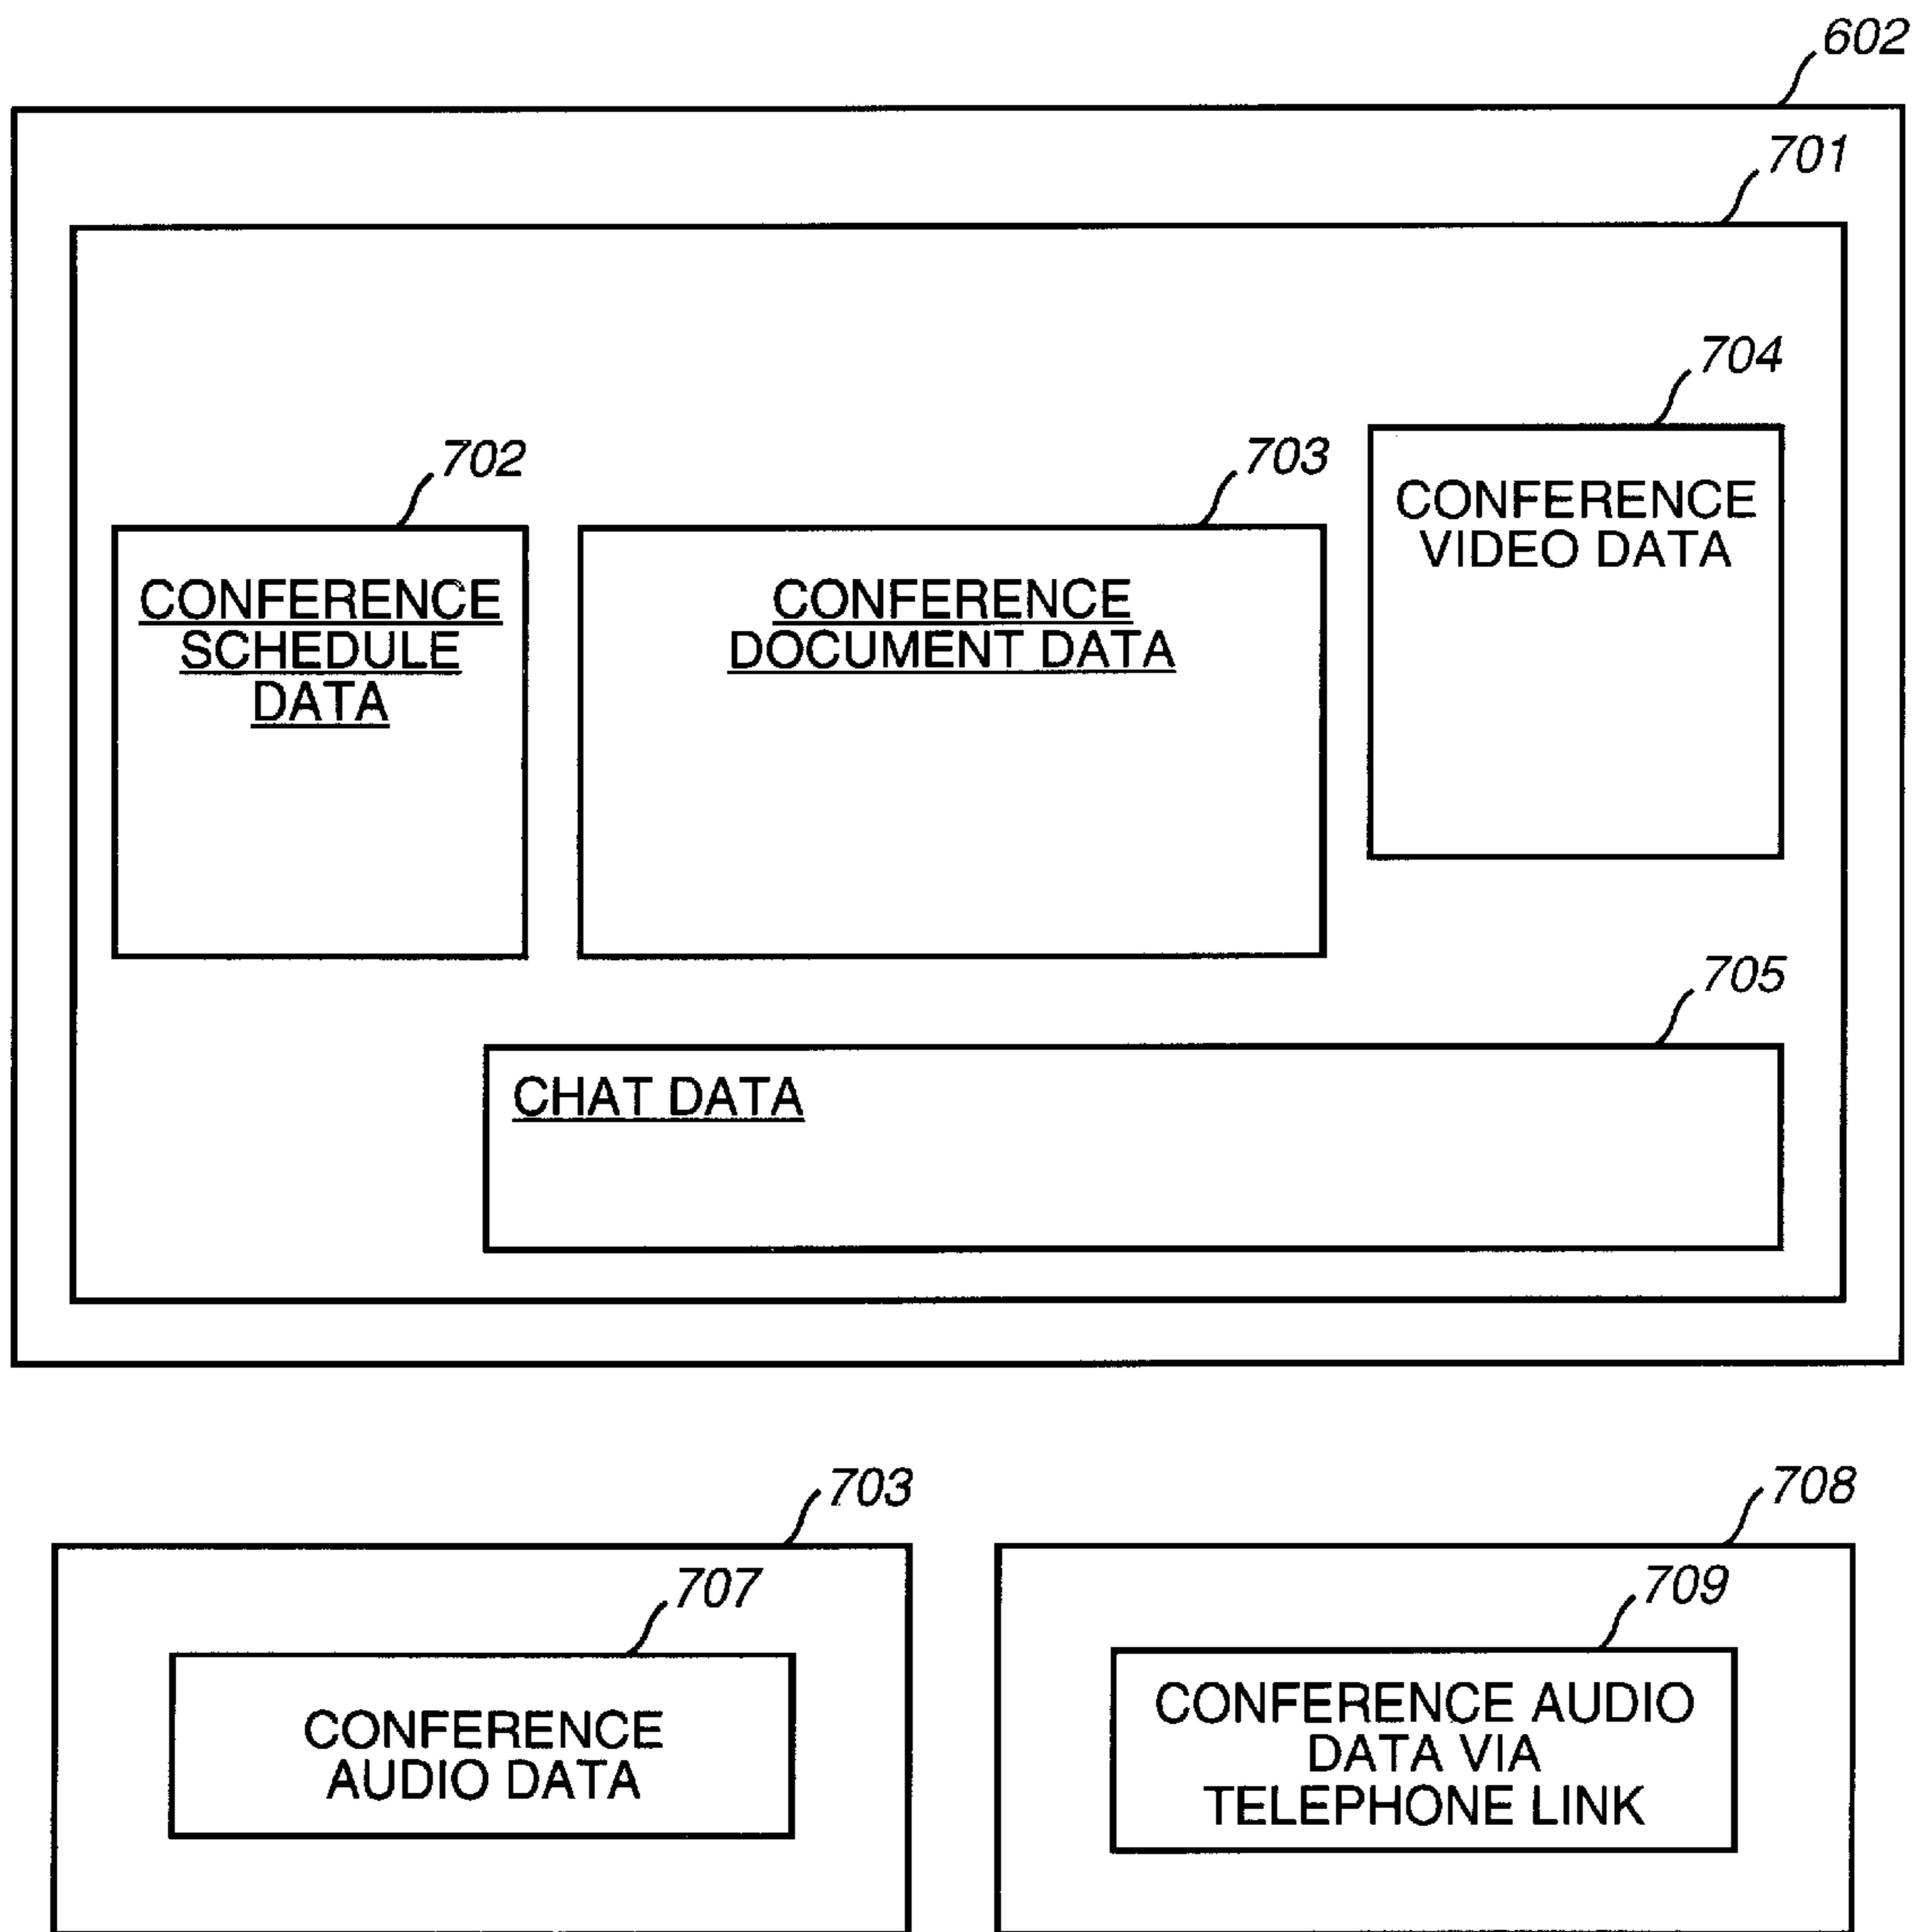 602
701
704
CONFERENCE
VIDEO DATA
702
CONFERENCE
SCHEDULE
DATA
703
CONFERENCE
DOCUMENT DATA
705
CHAT DATA
703
707
CONFERENCE
AUDIO DATA
708
709
CONFERENCE AUDIO
DATA VIA
TELEPHONE LINK